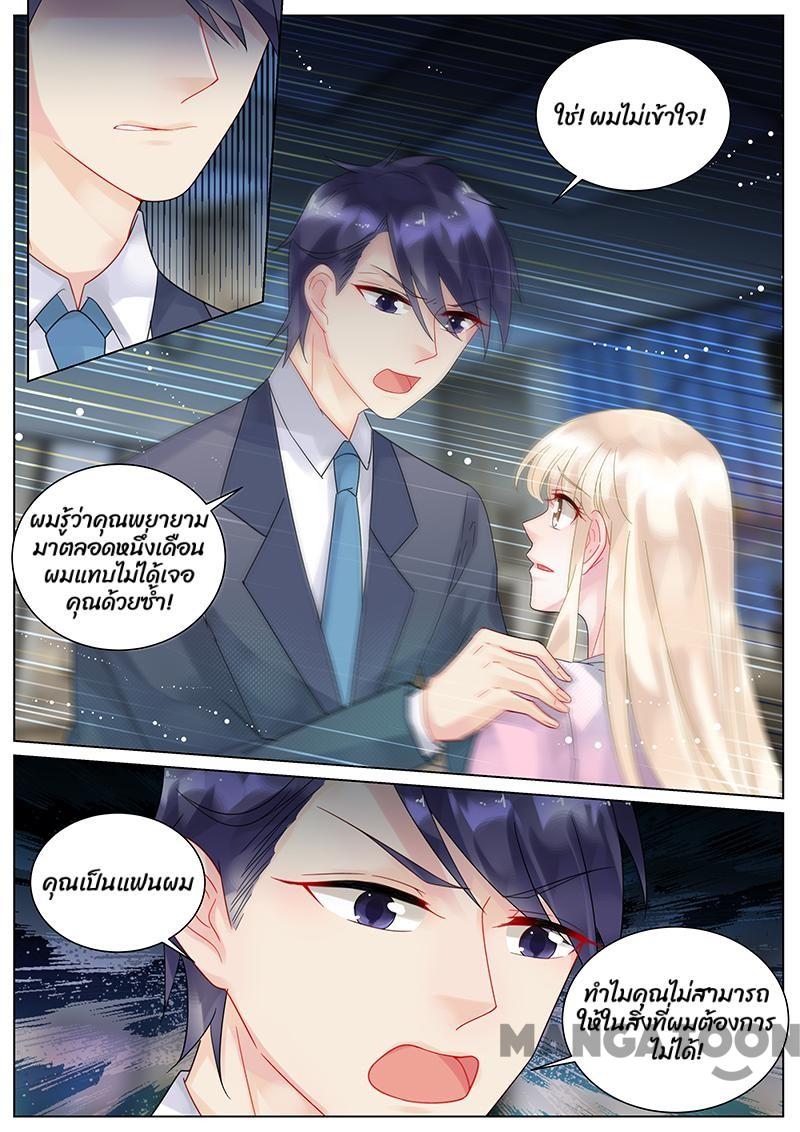 ใช่! ผมไม่เข้าใจ!
ผมรู้ว่าคุณพยายาม
มาตลอดหนึ่งเดือน
ผมแทบไม่ได้เจอ
คุณด้วยซ้ำ!
คุณเป็นแฟนผม
ทำไมคุณไม่สามารถ
ให้ในสิ่งที่ผมต้องการ
ไม่ได้!
MANGATOON